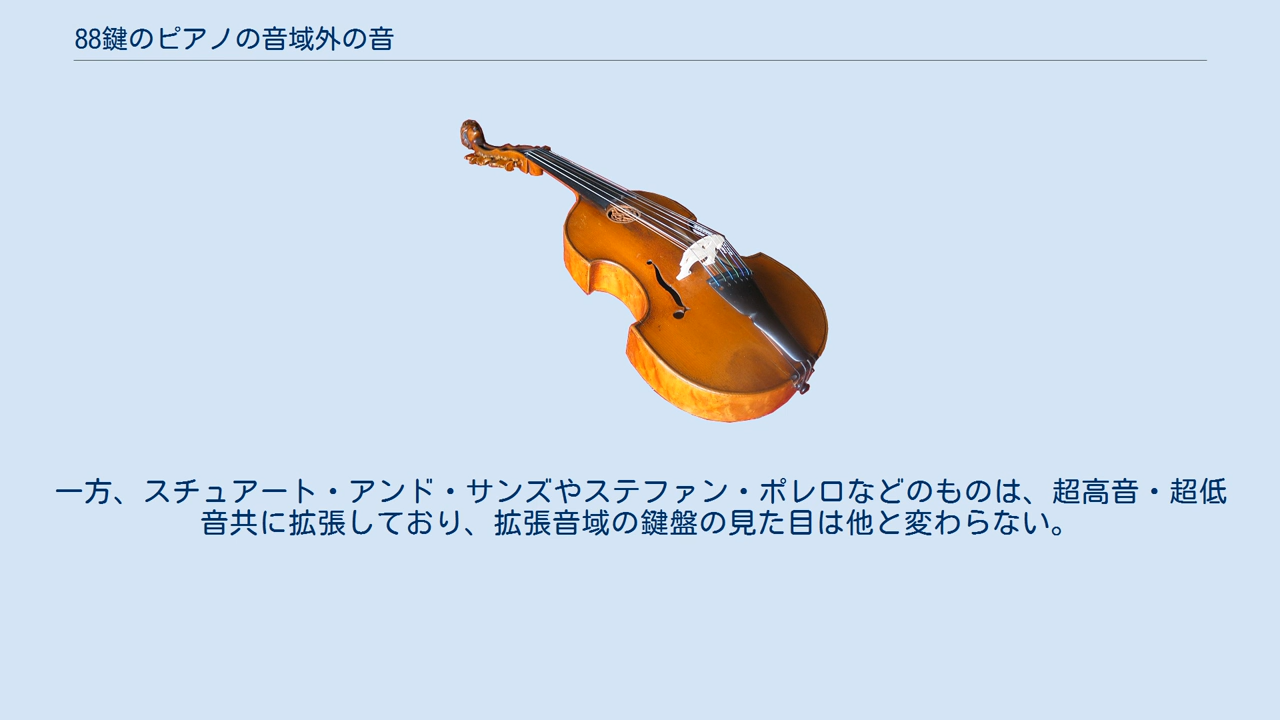 88鍵のピアノの音域外の音
一方、スチュアート・アンド・サンズやステファン・ポレロなどのものは、超高音・超低
音共に拡張しており、拡張音域の鍵盤の見た目は他と変わらない。